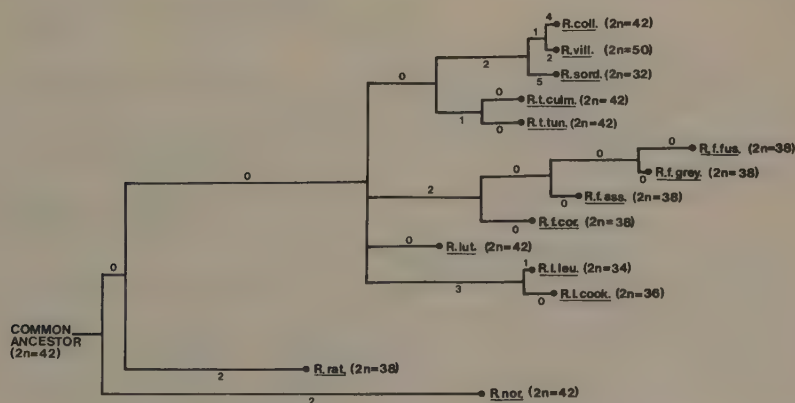 4
R.coll. (2n=42)
1
R.vill. (2n=50)
2
2
R.sord. (2n=32)
5
0
0
R.t.culm. (2n=42)
1
R.t.tun. (2n=42)
0
0
R.f.fus. (2n=38)
0
0
R.f.grey. (2n=38)
0
0
2
R.f.ass. (2n=38)
0
R.f.cor. (2n=38)
0
0
R.lut. (2n=42)
0
1
R.l.leu. (2n=34)
3
R.l.cook. (2n=36)
0
COMMON
ANCESTOR
(2n=42)
R.rat. (2n=38)
2
R.nor. (2n=42)
2